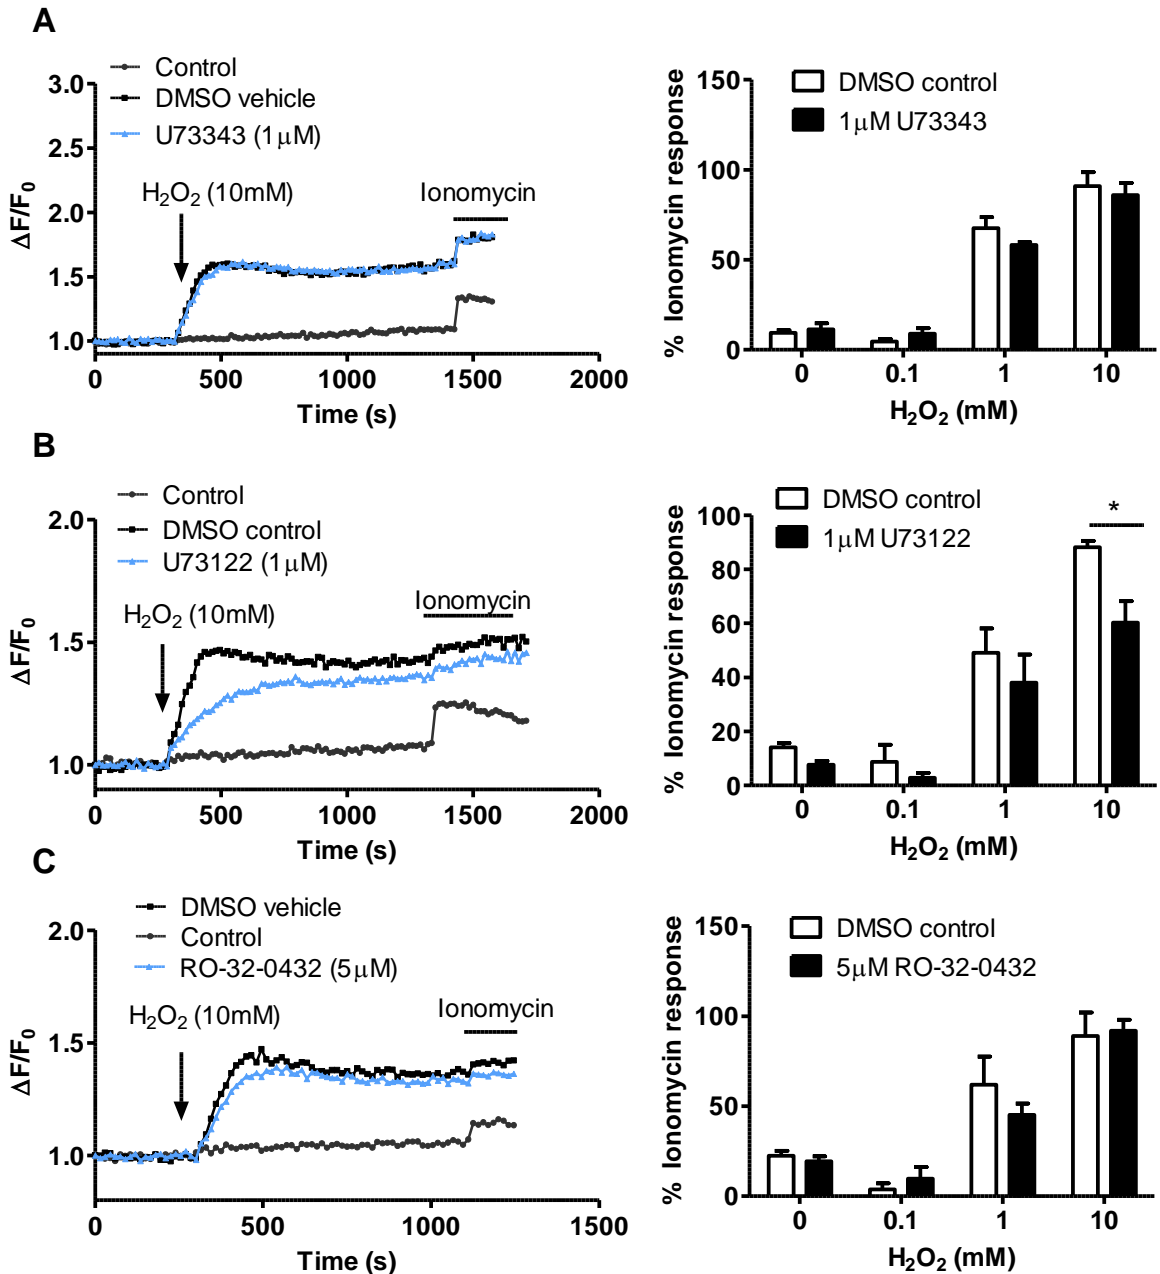 A
Control
DMSO vehicle
U73343 (1μM)
H₂O₂ (10mM)
Ionomycin
ΔF/F₀
3.0
2.5
2.0
1.5
1.0
0 500 1000 1500 2000
Time (s)
DMSO control
1μM U73343
% Ionomycin response
150
100
50
0
0 0.1 1 10
H₂O₂ (mM)
B
Control
DMSO control
U73122 (1μM)
H₂O₂ (10mM)
Ionomycin
ΔF/F₀
2.0
1.5
1.0
0 500 1000 1500 2000
Time (s)
DMSO control
1μM U73122
*
% Ionomycin response
100
80
60
40
20
0
0 0.1 1 10
H₂O₂ (mM)
C
DMSO vehicle
Control
RO-32-0432 (5μM)
H₂O₂ (10mM)
Ionomycin
ΔF/F₀
2.0
1.5
1.0
0 500 1000 1500
Time (s)
DMSO control
5μM RO-32-0432
% Ionomycin response
150
100
50
0
0 0.1 1 10
H₂O₂ (mM)